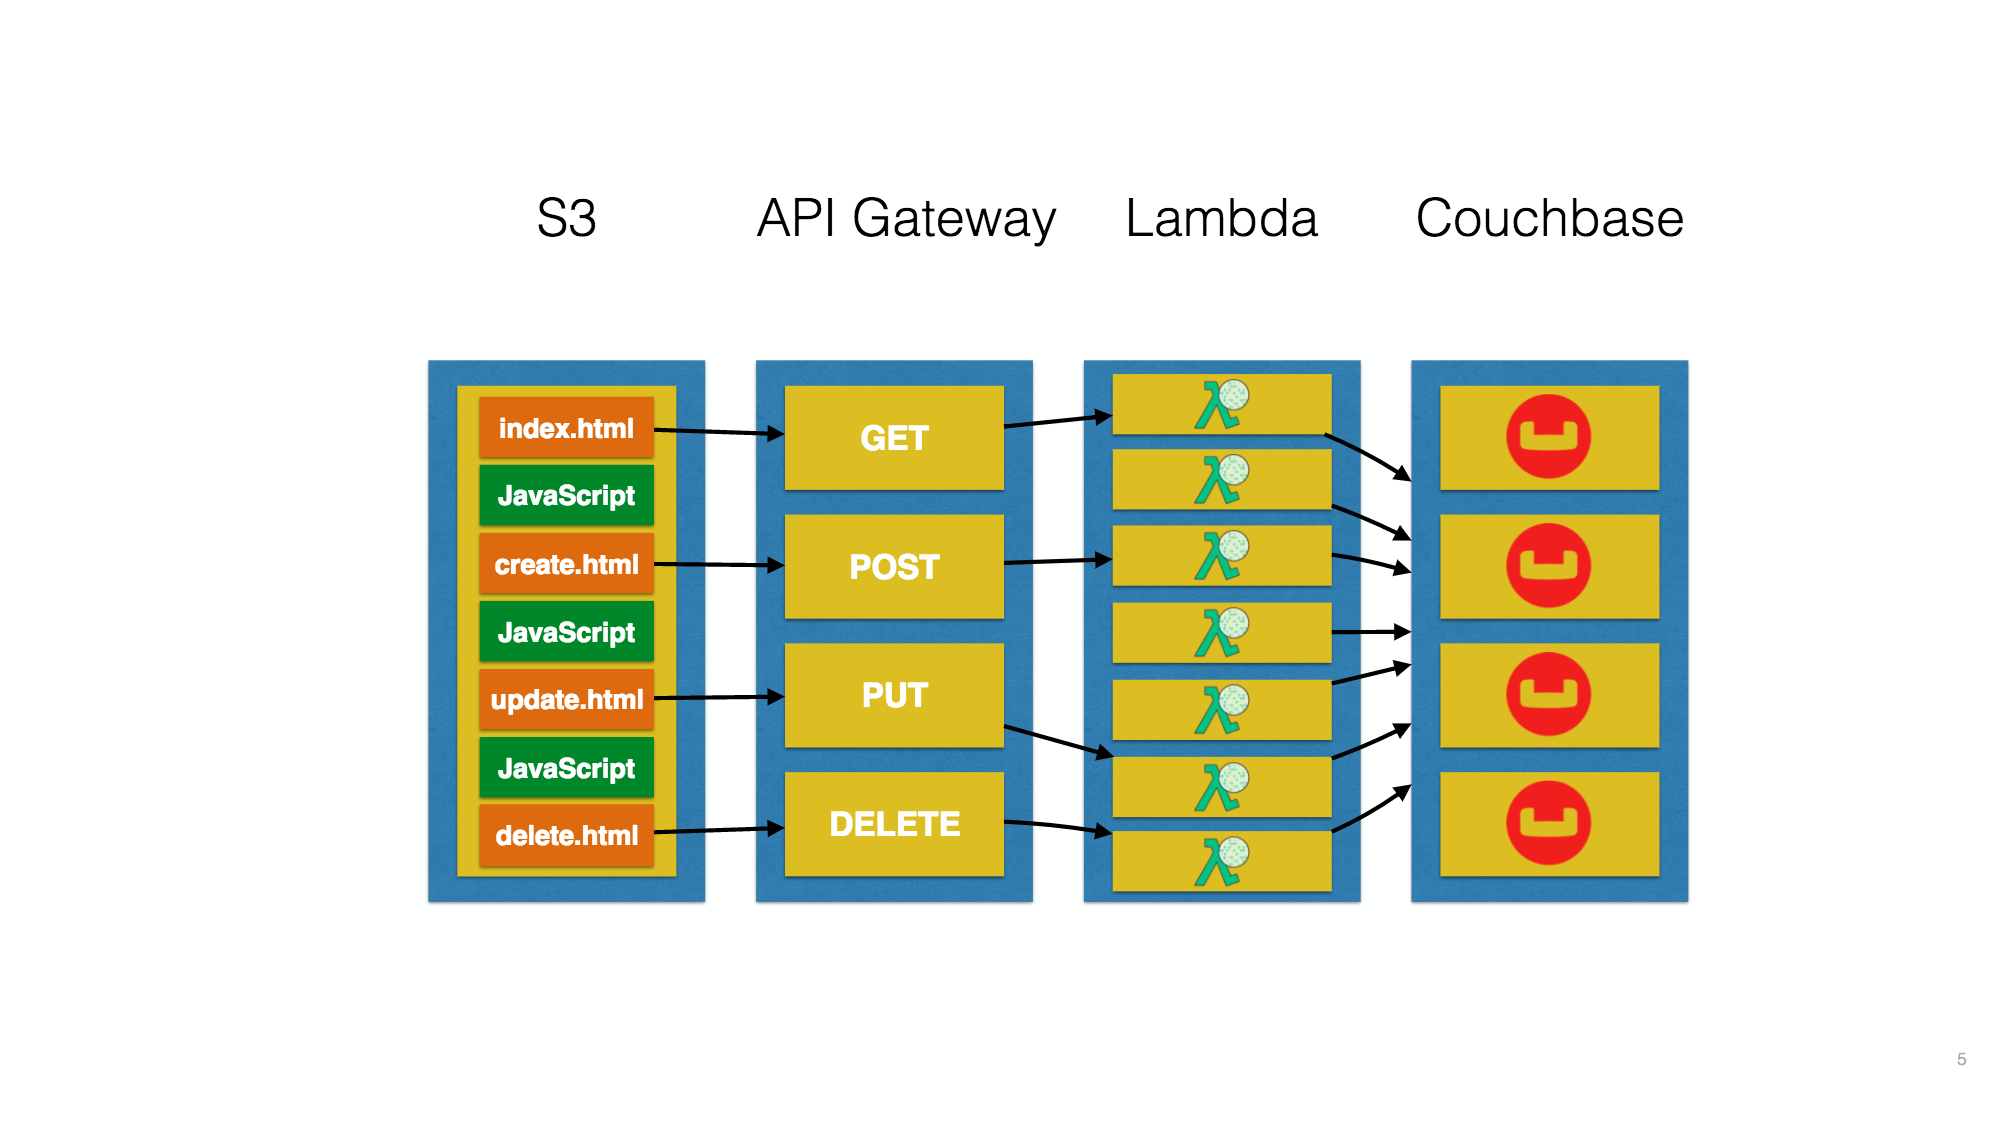 S3
API Gateway
Lambda
Couchbase
index.html
JavaScript
create.html
JavaScript
update.html
JavaScript
delete.html
GET
POST
PUT
DELETE
5